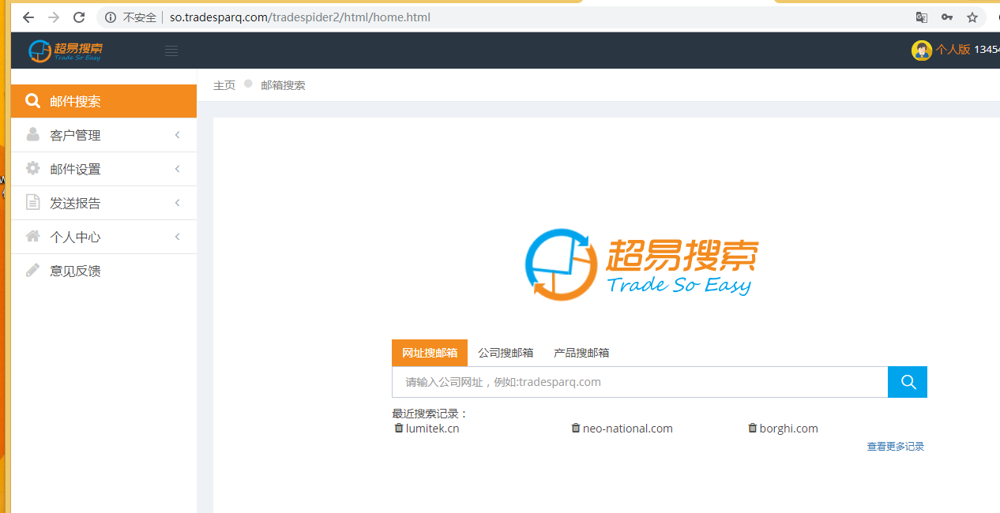 不安全 so.tradesparq.com/tradespider2/html/home.html
超易搜索
Trade So Easy
个人版 13454
主页 邮箱搜索
邮件搜索
客户管理
邮件设置
发送报告
个人中心
意见反馈
超易搜索
Trade So Easy
网址搜邮箱 公司搜邮箱 产品搜邮箱
请输入公司网址，例如:tradesparq.com
最近搜索记录：
lumitek.cn neo-national.com borghi.com
查看更多记录